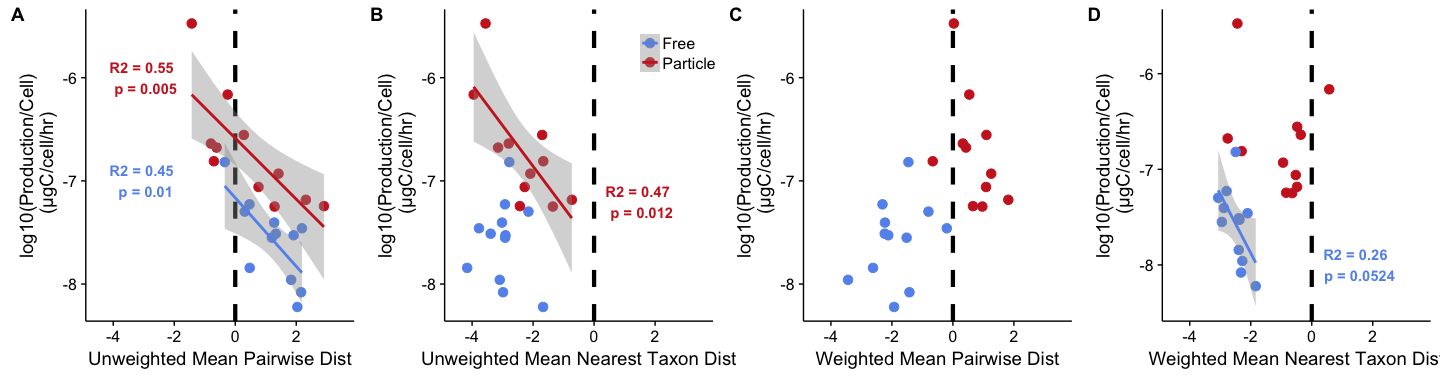 A
log10(Production/Cell)
(μgC/cell/hr)
-6
-7
-8
R2 = 0.55
p = 0.005
R2 = 0.45
p = 0.01
-4
-2
0
2
Unweighted Mean Pairwise Dist
B
log10(Production/Cell)
(μgC/cell/hr)
-6
-7
-8
Free
Particle
R2 = 0.47
p = 0.012
-4
-2
0
2
Unweighted Mean Nearest Taxon Dist
C
log10(Production/Cell)
(μgC/cell/hr)
-6
-7
-8
-4
-2
0
2
Weighted Mean Pairwise Dist
D
log10(Production/Cell)
(μgC/cell/hr)
-6
-7
-8
R2 = 0.26
p = 0.0524
-4
-2
0
2
Weighted Mean Nearest Taxon Dis